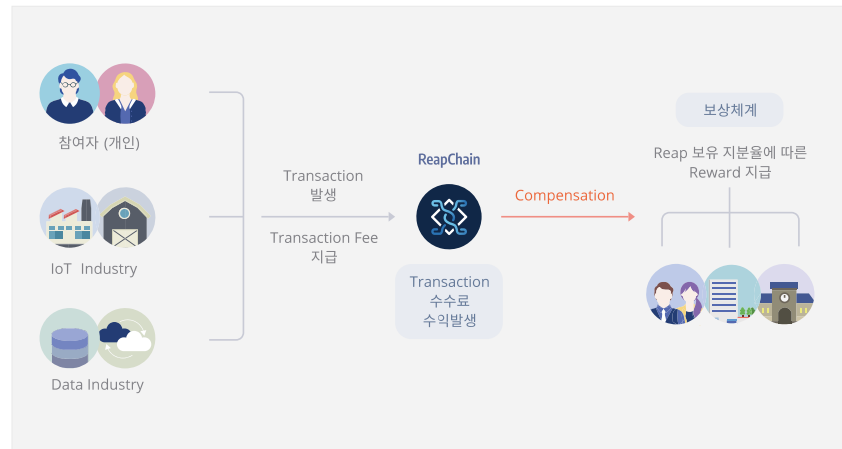 참여자 (개인)
IoT Industry
Data Industry
Transaction
발생
Transaction Fee
지급
ReapChain
Transaction
수수료
수익발생
Compensation
보상체계
Reap 보유 지분율에 따른
Reward 지급